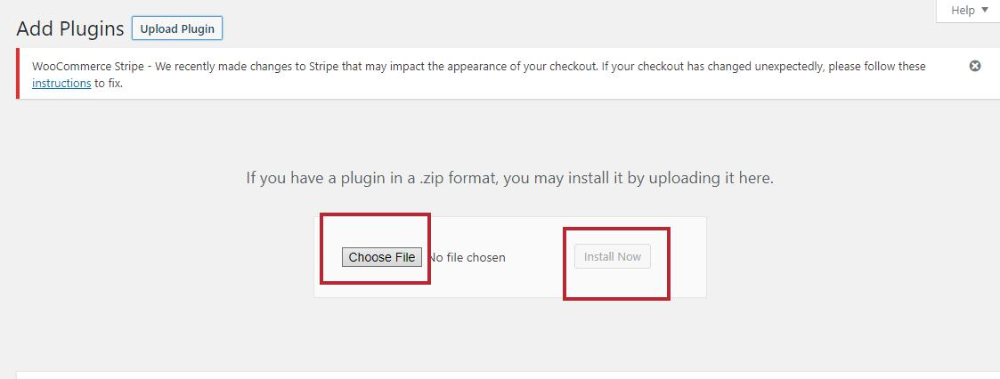 Help
Add Plugins Upload Plugin
WooCommerce Stripe - We recently made changes to Stripe that may impact the appearance of your checkout. If your checkout has changed unexpectedly, please follow these
instructions to fix.
If you have a plugin in a .zip format, you may install it by uploading it here.
Choose File No file chosen Install Now